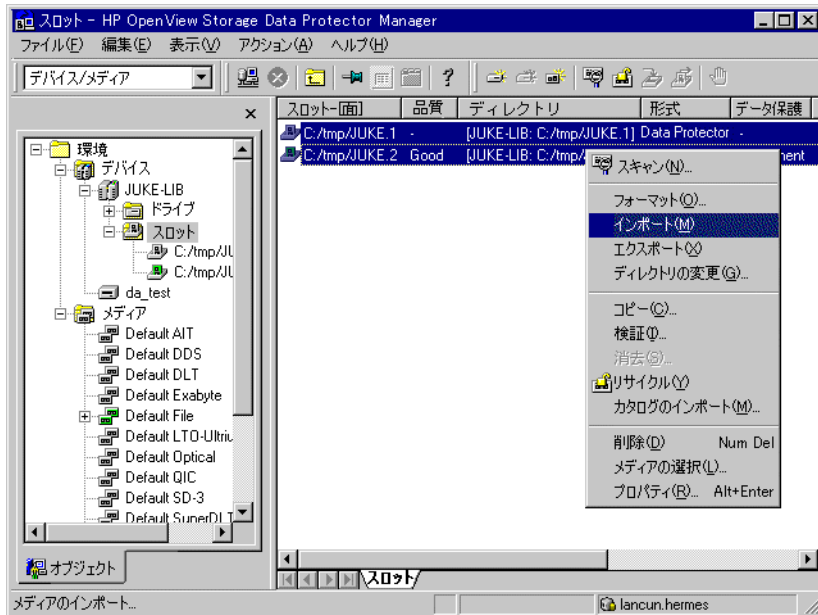 スロット - HP OpenView Storage Data Protector Manager
ファイル(F) 編集(E) 表示(V) アクション(A) ヘルプ(H)
デバイス/メディア
環境
デバイス
JUKE-LIB
ドライブ
スロット
C:/tmp/JU
C:/tmp/JU
da_test
メディア
Default AIT
Default DDS
Default DLT
Default Exabyte
Default File
Default LTO-Ultriu
Default Optical
Default QIC
Default SD-3
Default SuperDLT
オブジェクト
スロット-[面] 品質 ディレクトリ 形式 データ保護
C:/tmp/JUKE.1 - [JUKE-LIB: C:/tmp/JUKE.1] Data Protector -
C:/tmp/JUKE.2 Good [JUKE-LIB: C:/tmp/ nent
スキャン(N)...
フォーマット(O)...
インポート(M)
エクスポート(X)
ディレクトリの変更(G)...
コピー(C)...
検証(I)...
消去(S)...
リサイクル(Y)
カタログのインポート(M)...
削除(D) Num Del
メディアの選択(L)...
プロパティ(R)... Alt+Enter
スロット
メディアのインポート...
lancun.hermes